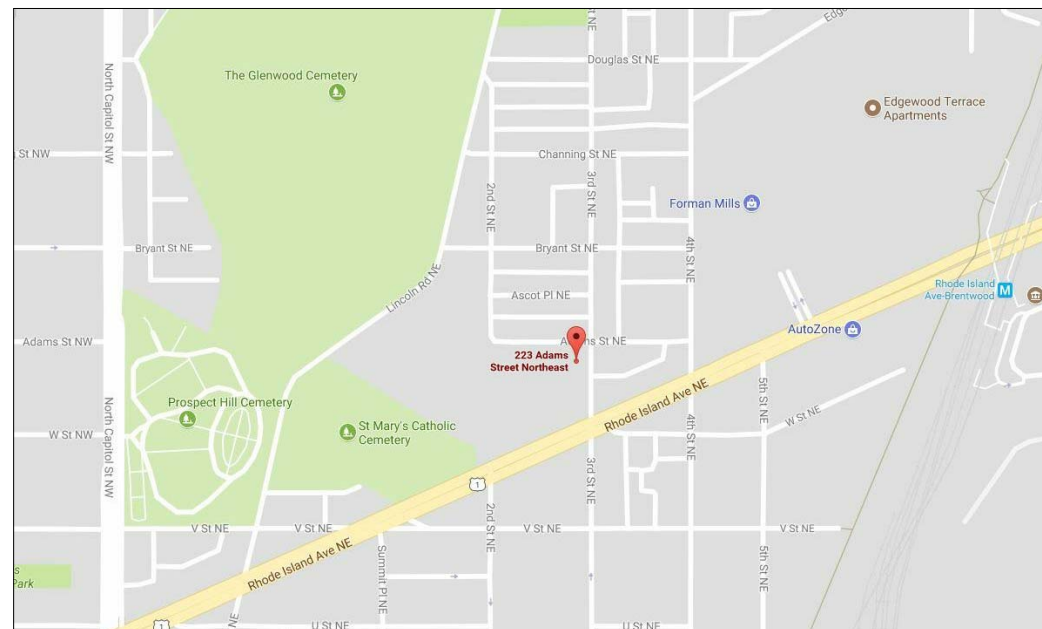 Edge
Douglas St NE
The Glenwood Cemetery
North Capitol St NW
3rd St NE
Edgewood Terrace
Apartments
St NW
Channing St NE
2nd St NE
Forman Mills
4th St NE
Bryant St NE
Bryant St NE
Lincoln Rd NE
Rhode Island
Ave-Brentwood
M
Ascot Pl NE
AutoZone
Adams St NW
A ns St NE
223 Adams
Street Northeast
Prospect Hill Cemetery
St Mary's Catholic
Cemetery
W St NW
North Capitol St NW
Rhode Island Ave NE
4th St NE
5th St NE
W St NE
3rd St NE
1
2nd St NE
V St NE
V St NE
V St NE
V St NE
Rhode Island Ave NE
Summit Pl NE
5th St NE
s
Park
NE
1
U St NE
U St NE